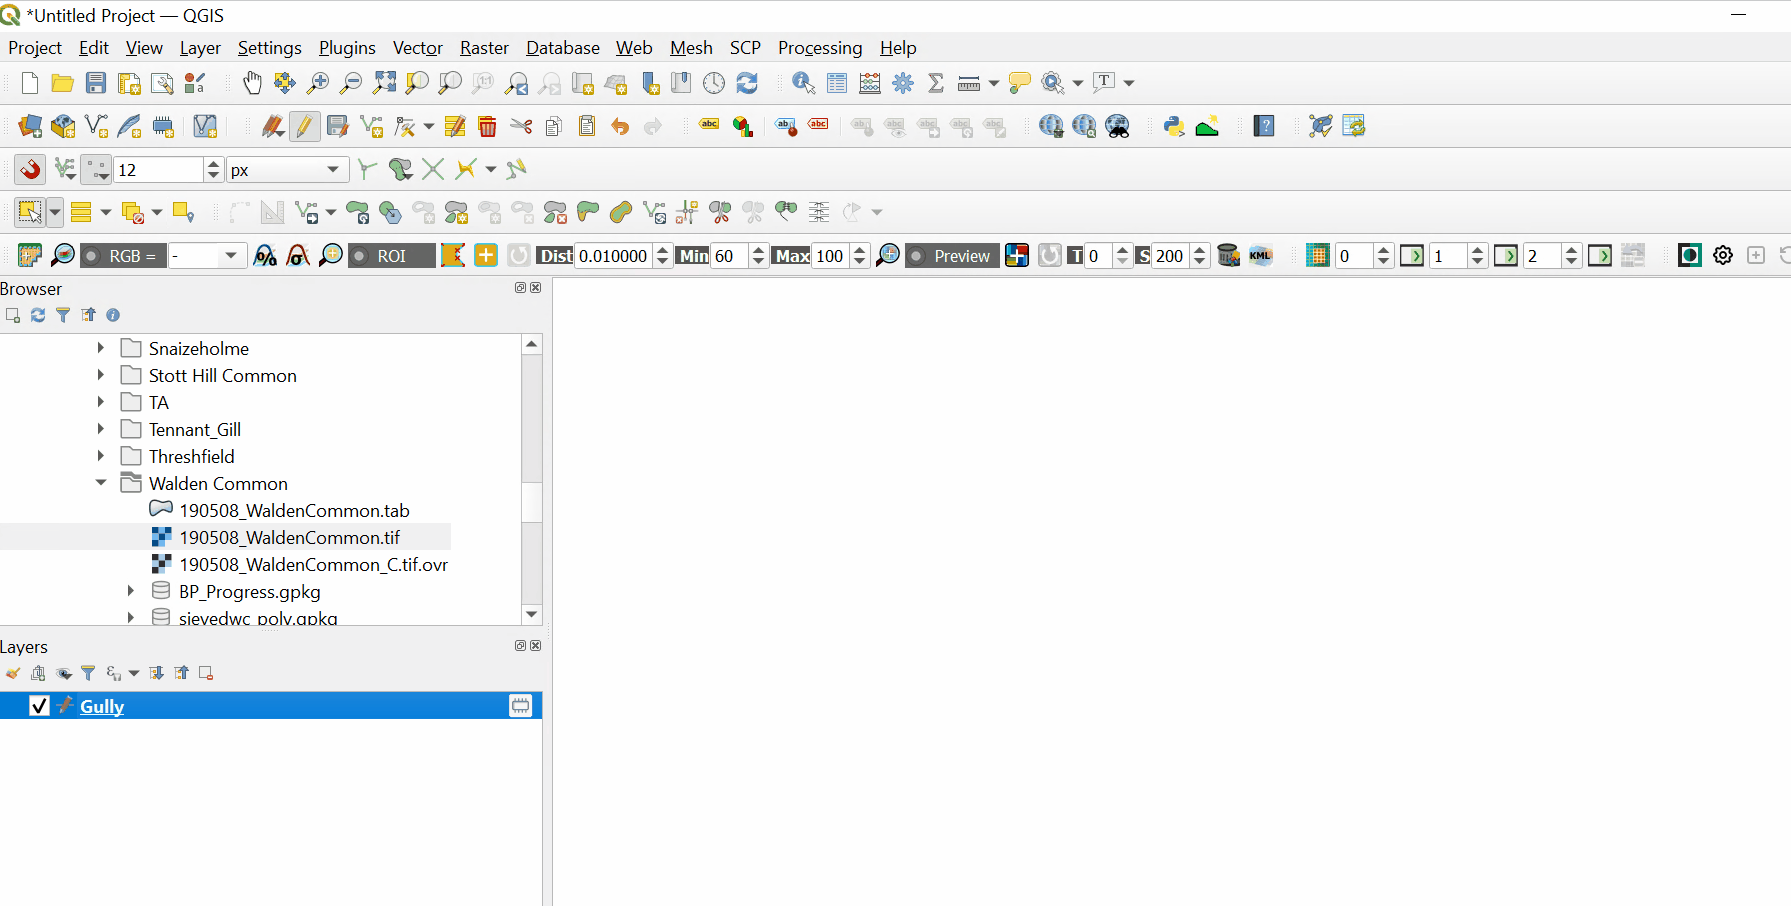 *Untitled Project — QGIS
Project Edit View Layer Settings Plugins Vector Raster Database Web Mesh SCP Processing Help
12 px
RGB = - ROI Dist 0.010000 Min 60 Max 100 Preview T 0 S 200 KML 0 1 2
Browser
Snaizeholme
Stott Hill Common
TA
Tennant_Gill
Threshfield
Walden Common
190508_WaldenCommon.tab
190508_WaldenCommon.tif
190508_WaldenCommon_C.tif.ovr
BP_Progress.gpkg
sievedwc_poly.gpkg
Layers
Gully